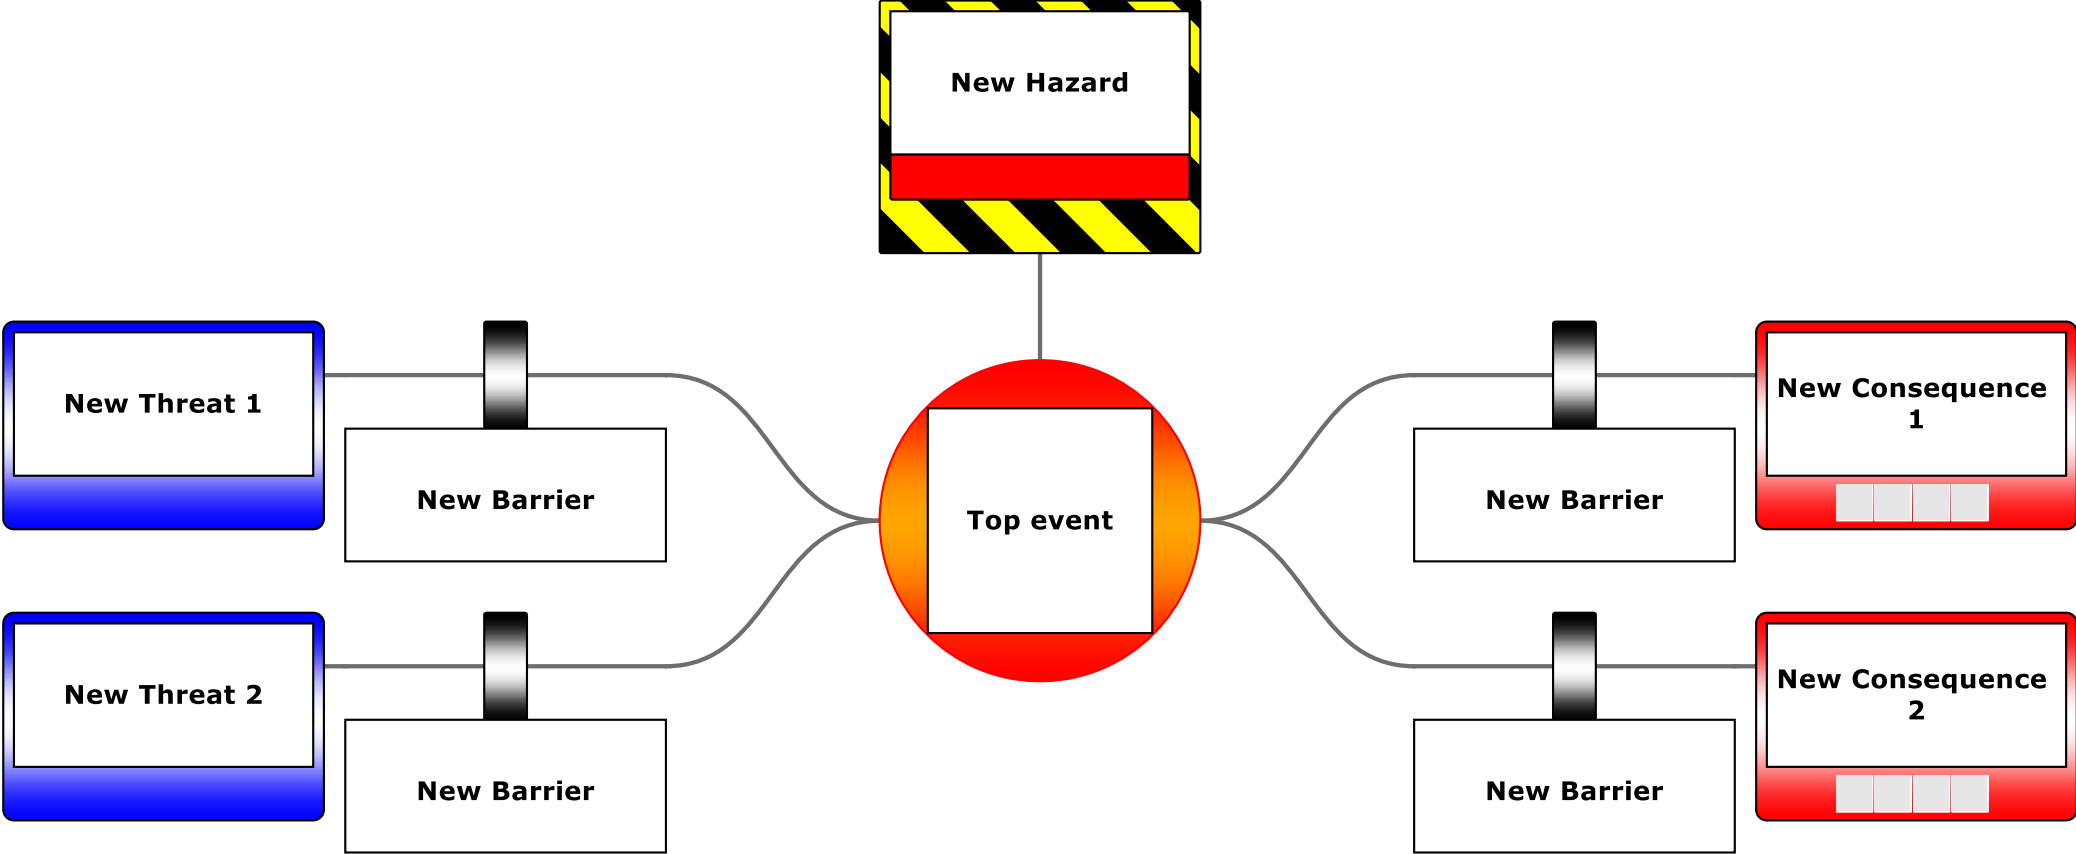 New Hazard
New Threat 1
New Barrier
Top event
New Barrier
New Consequence
1
New Threat 2
New Barrier
New Barrier
New Consequence
2